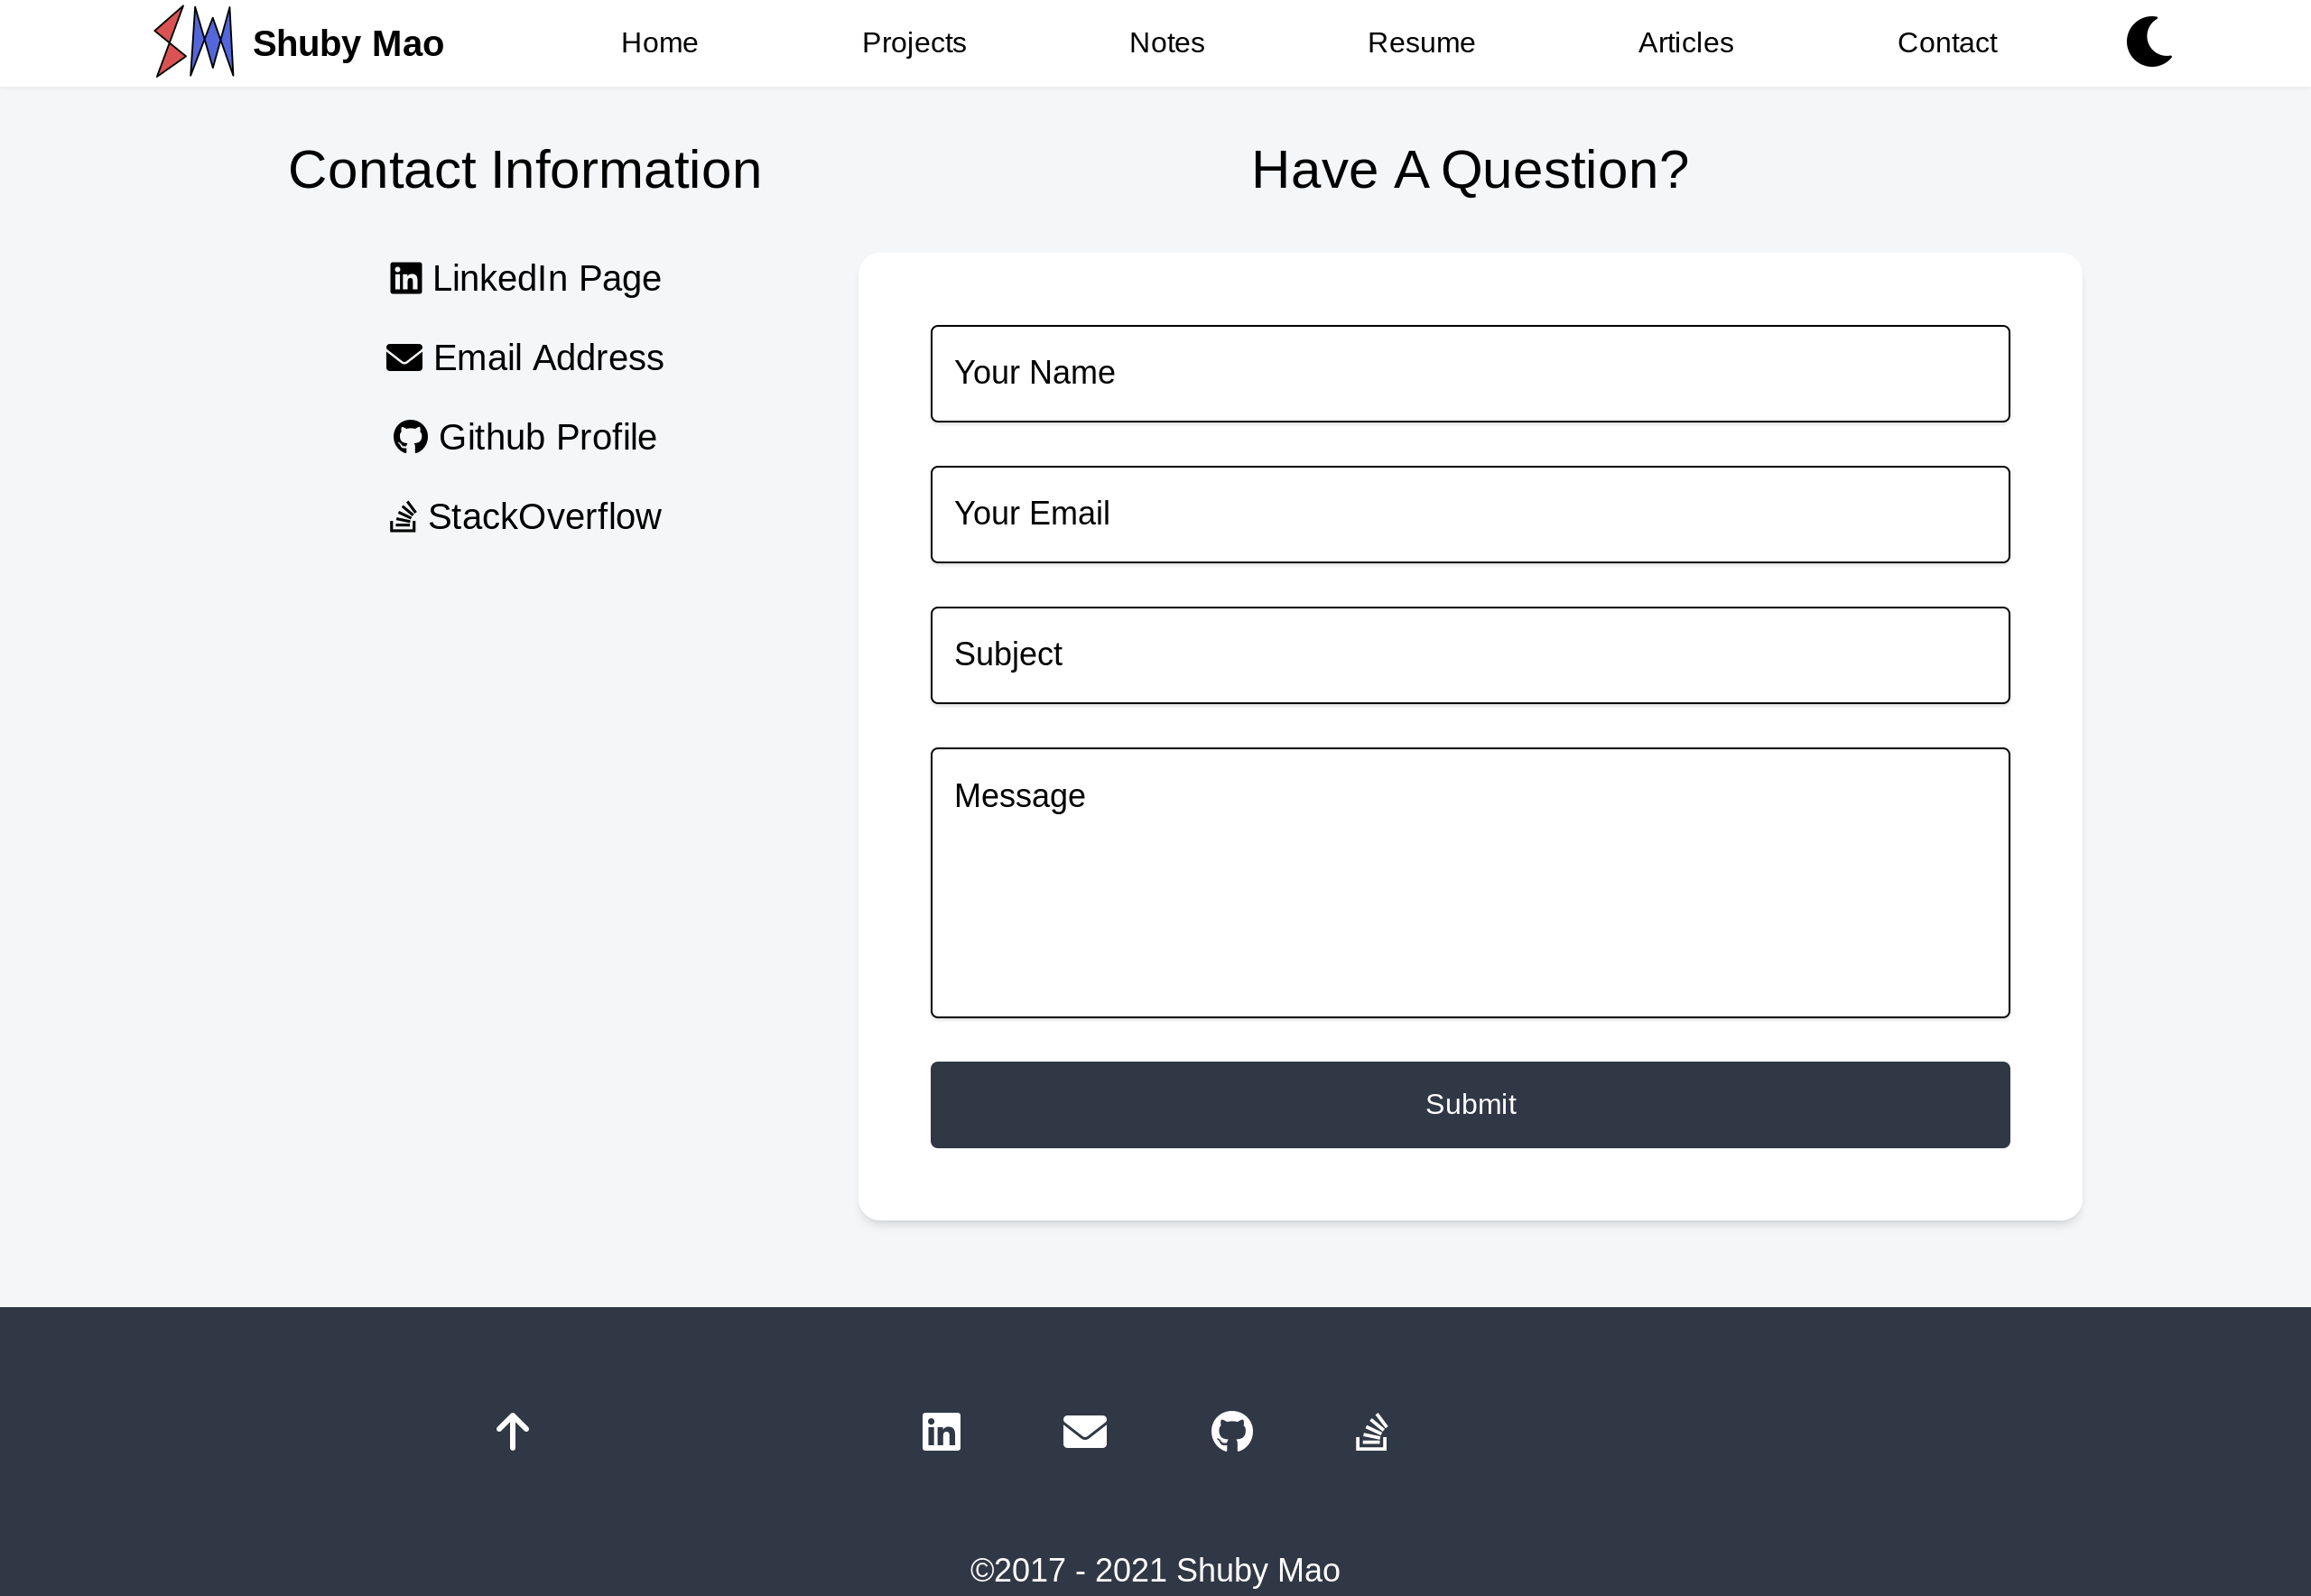 SM Shuby Mao
Home
Projects
Notes
Resume
Articles
Contact
Contact Information
LinkedIn Page
Email Address
Github Profile
StackOverflow
Have A Question?
Your Name
Your Email
Subject
Message
Submit
©2017 - 2021 Shuby Mao